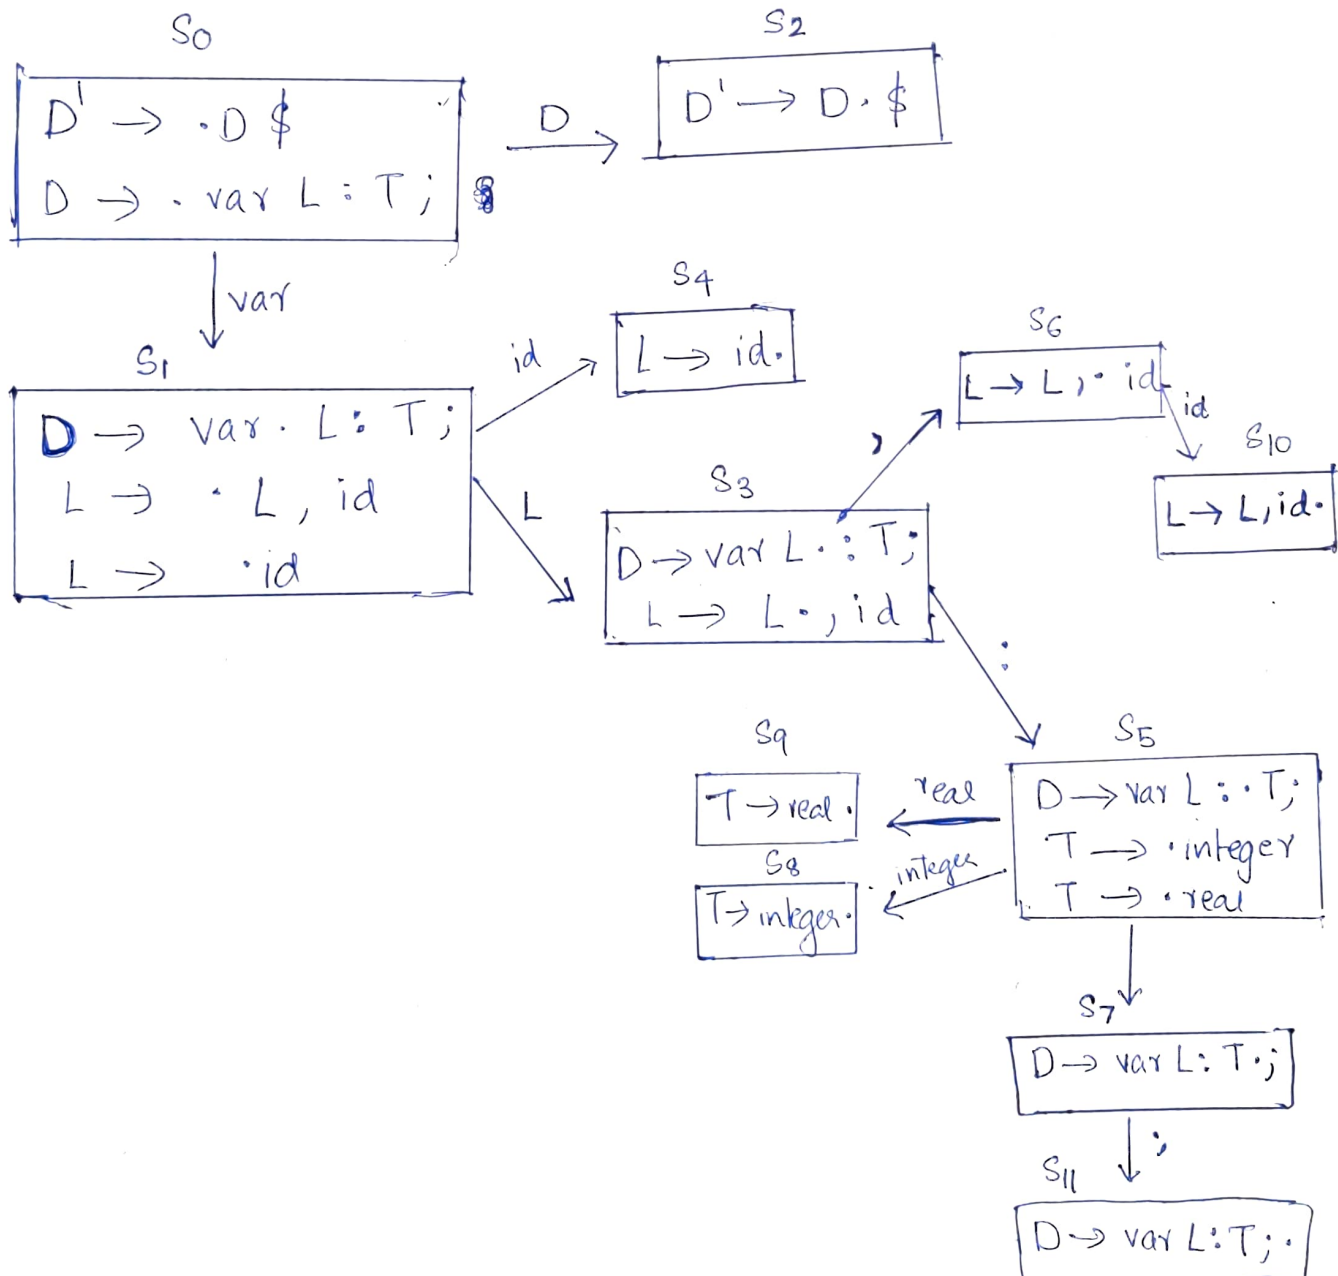 S0
D' → .D $
D → . var L : T ;
D
S2
D' → D. $
var
S1
D → var. L: T;
L → . L, id
L → .id
id
S4
L → id.
L
S3
D → var L. : T;
L → L., id
,
S6
L → L, . id
id
S10
L → L, id.
:
S5
D → var L : . T;
T → . integer
T → . real
real
S9
T → real .
integer
S8
T → integer.
S7
D → var L: T.;
;
S11
D → var L: T; .